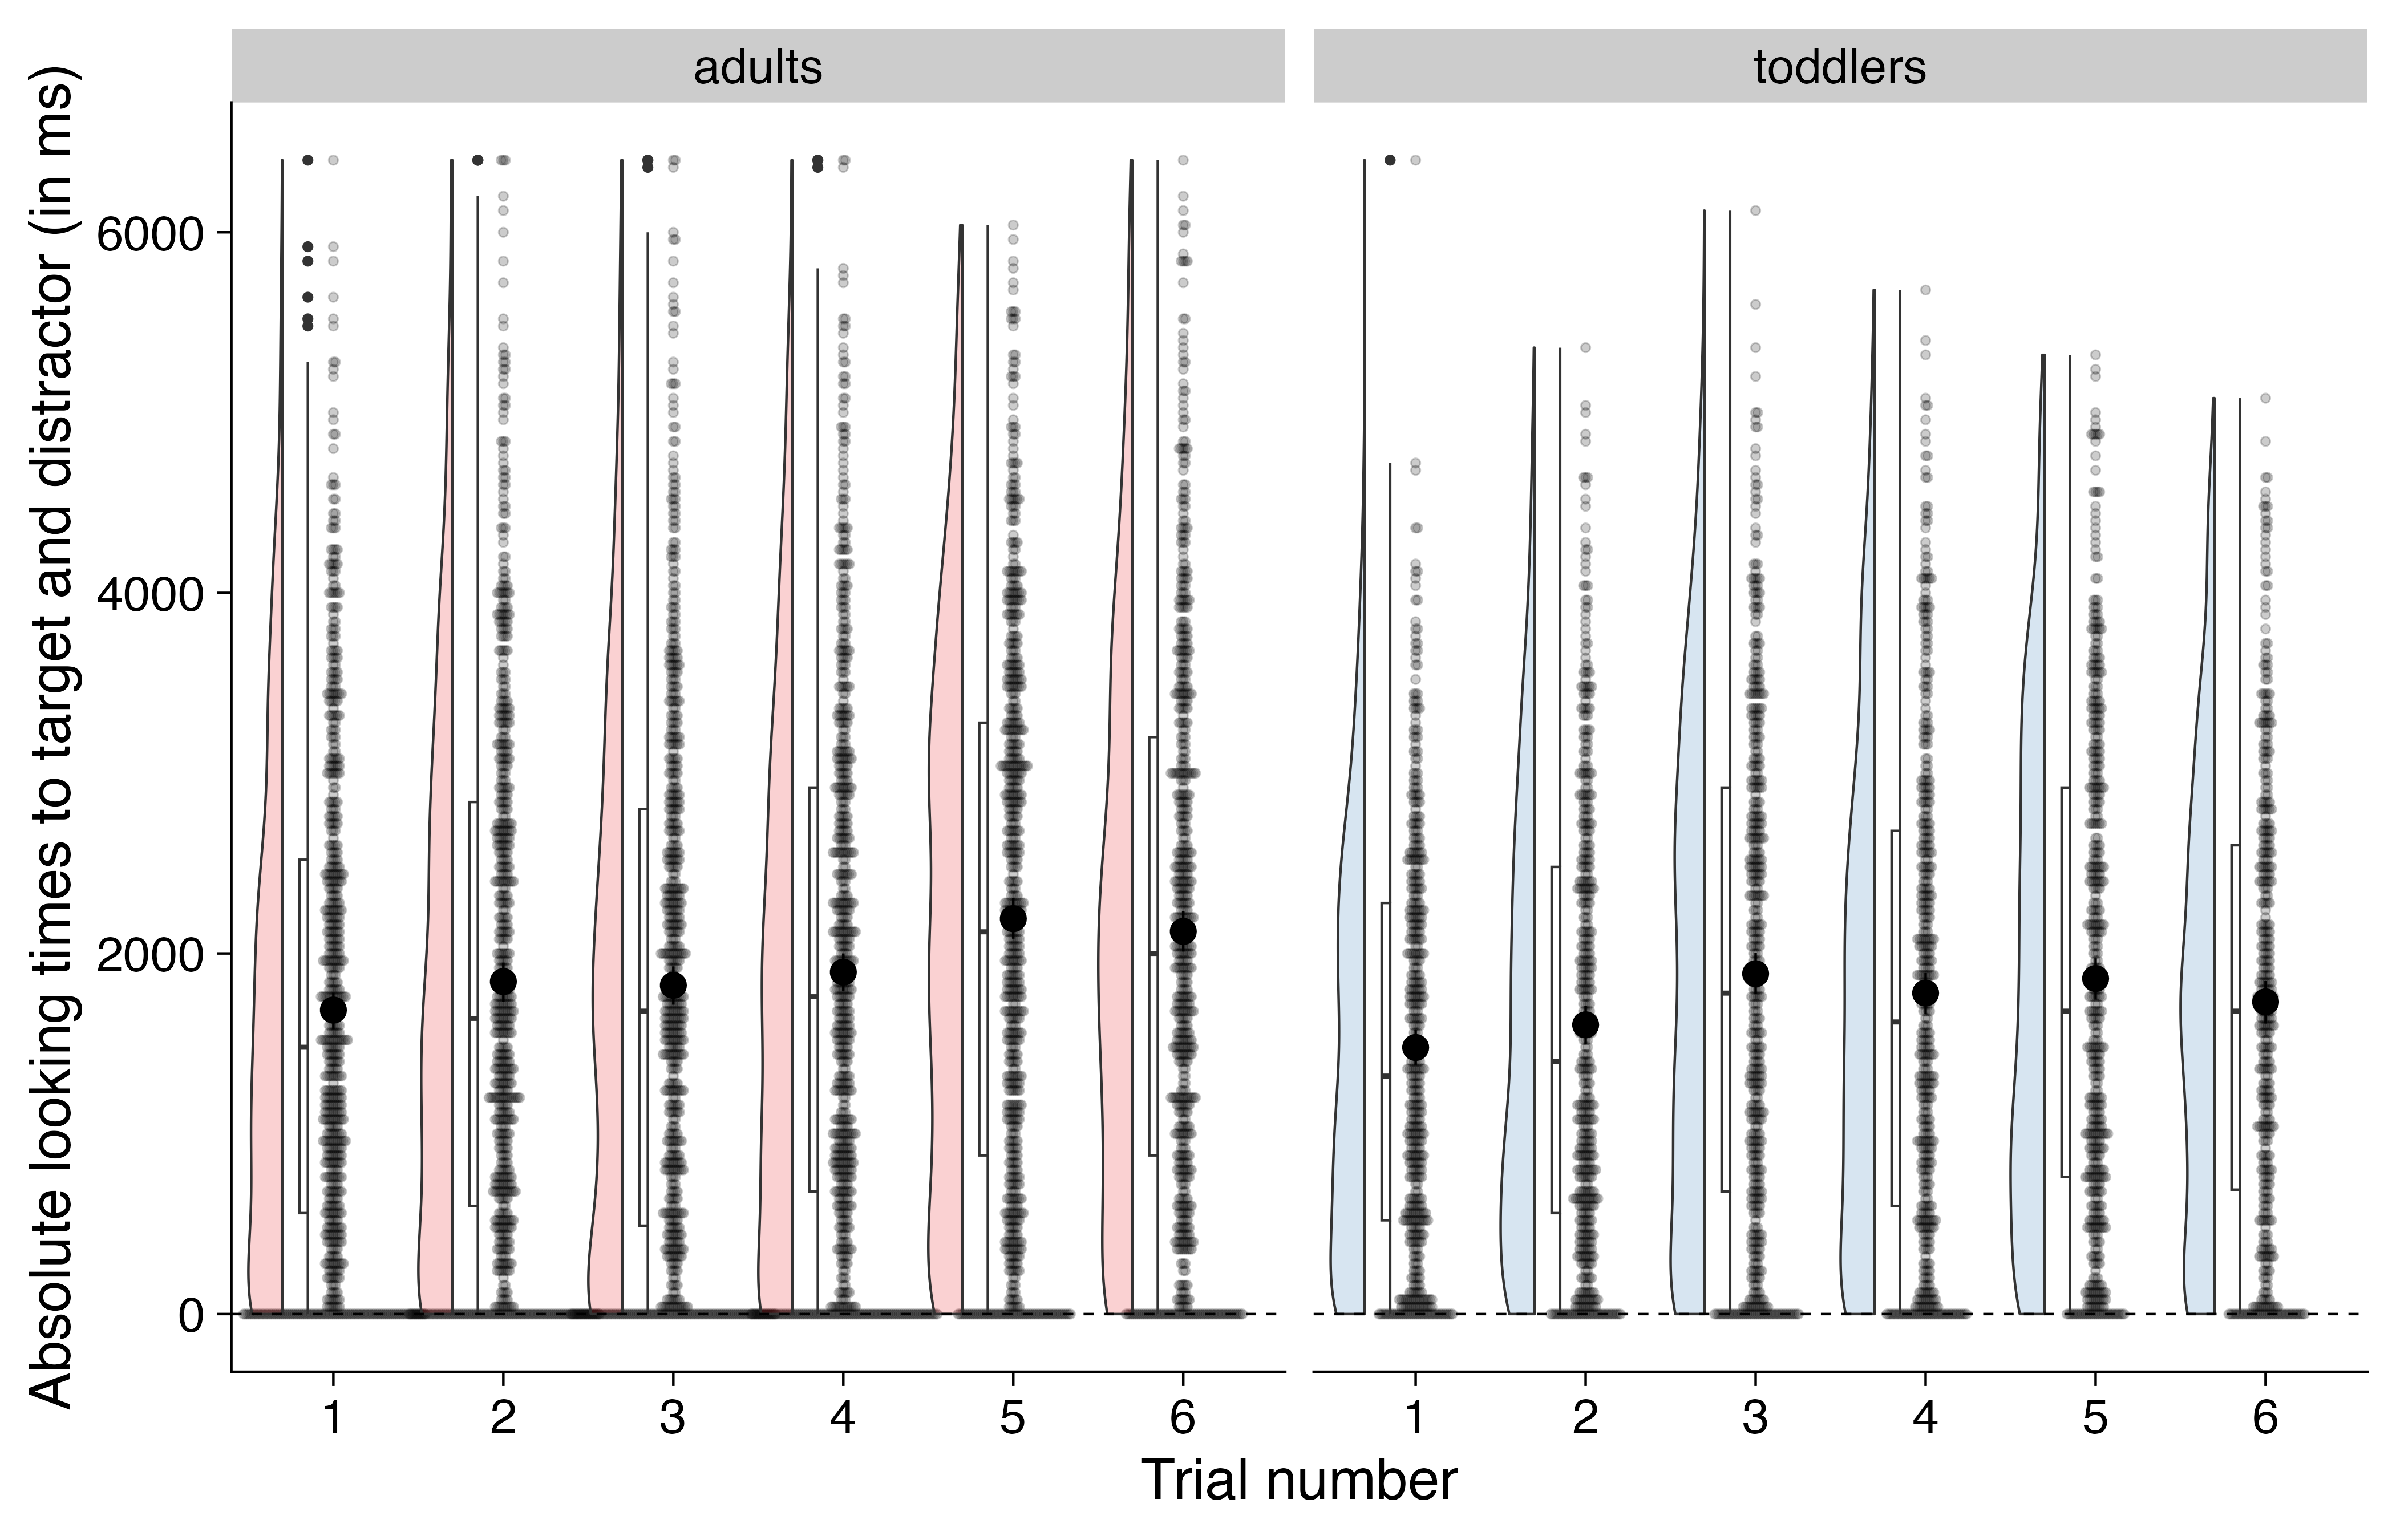 adults
toddlers
Absolute looking times to target and distractor (in ms)
6000
4000
2000
0
1 2 3 4 5 6
1 2 3 4 5 6
Trial number